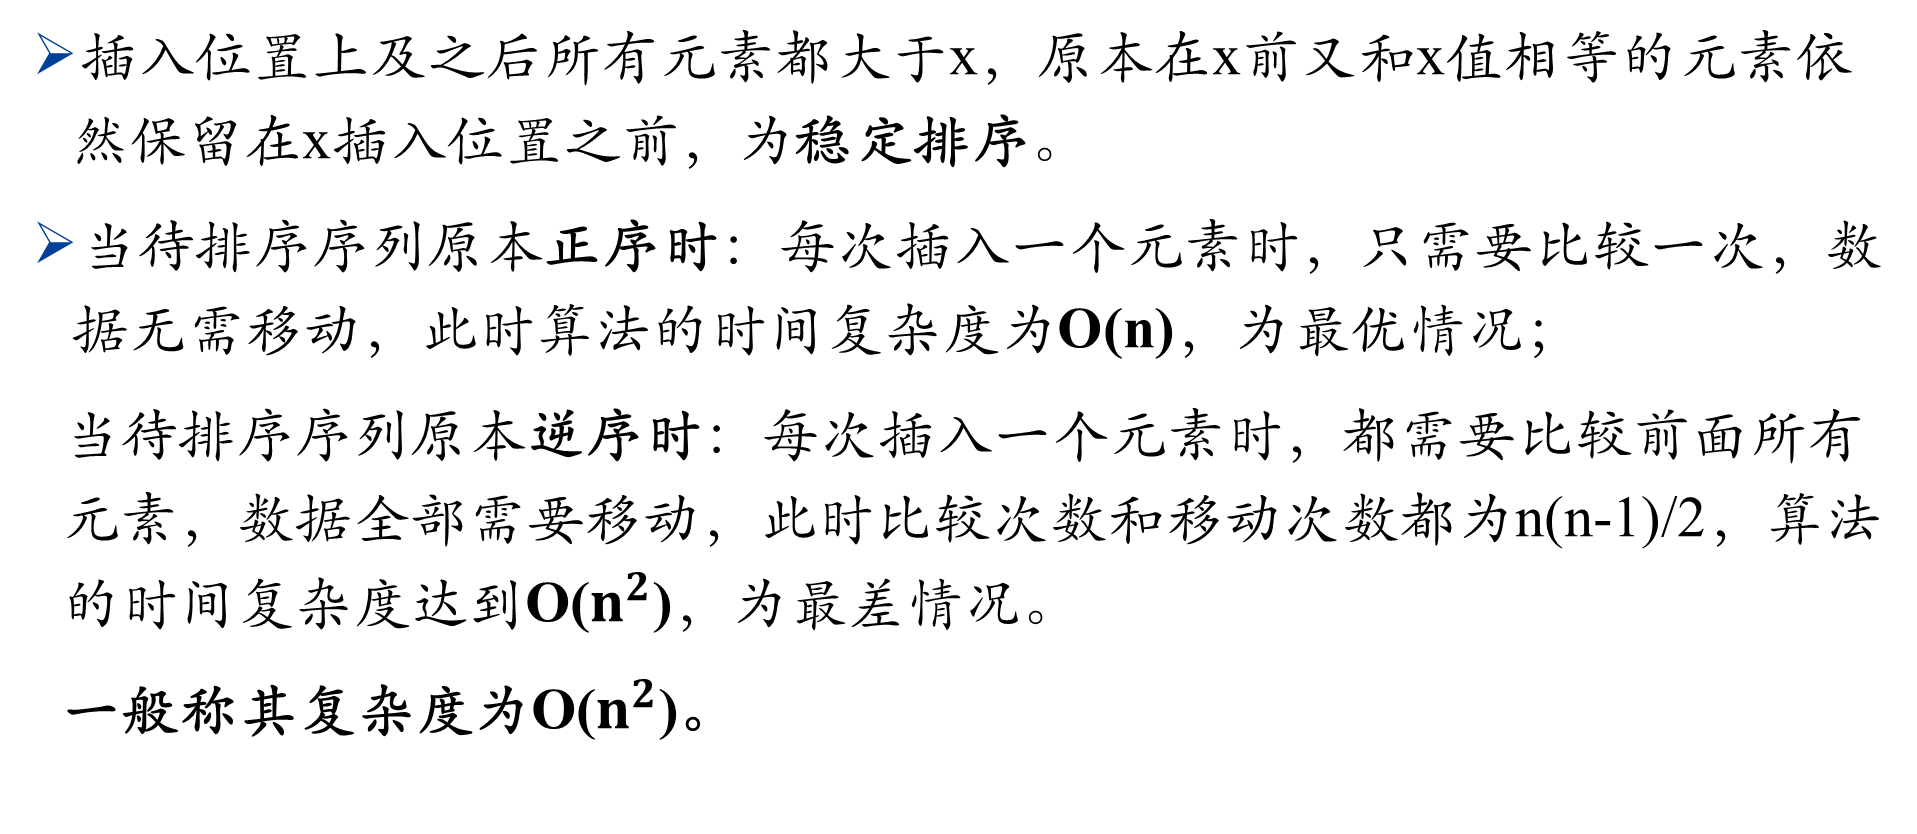 ➢插入位置上及之后所有元素都大于x，原本在x前又和x值相等的元素依
然保留在x插入位置之前，为稳定排序。
➢当待排序序列原本正序时：每次插入一个元素时，只需要比较一次，数
据无需移动，此时算法的时间复杂度为O(n)，为最优情况；
当待排序序列原本逆序时：每次插入一个元素时，都需要比较前面所有
元素，数据全部需要移动，此时比较次数和移动次数都为n(n-1)/2，算法
的时间复杂度达到O(n²)，为最差情况。
一般称其复杂度为O(n²)。